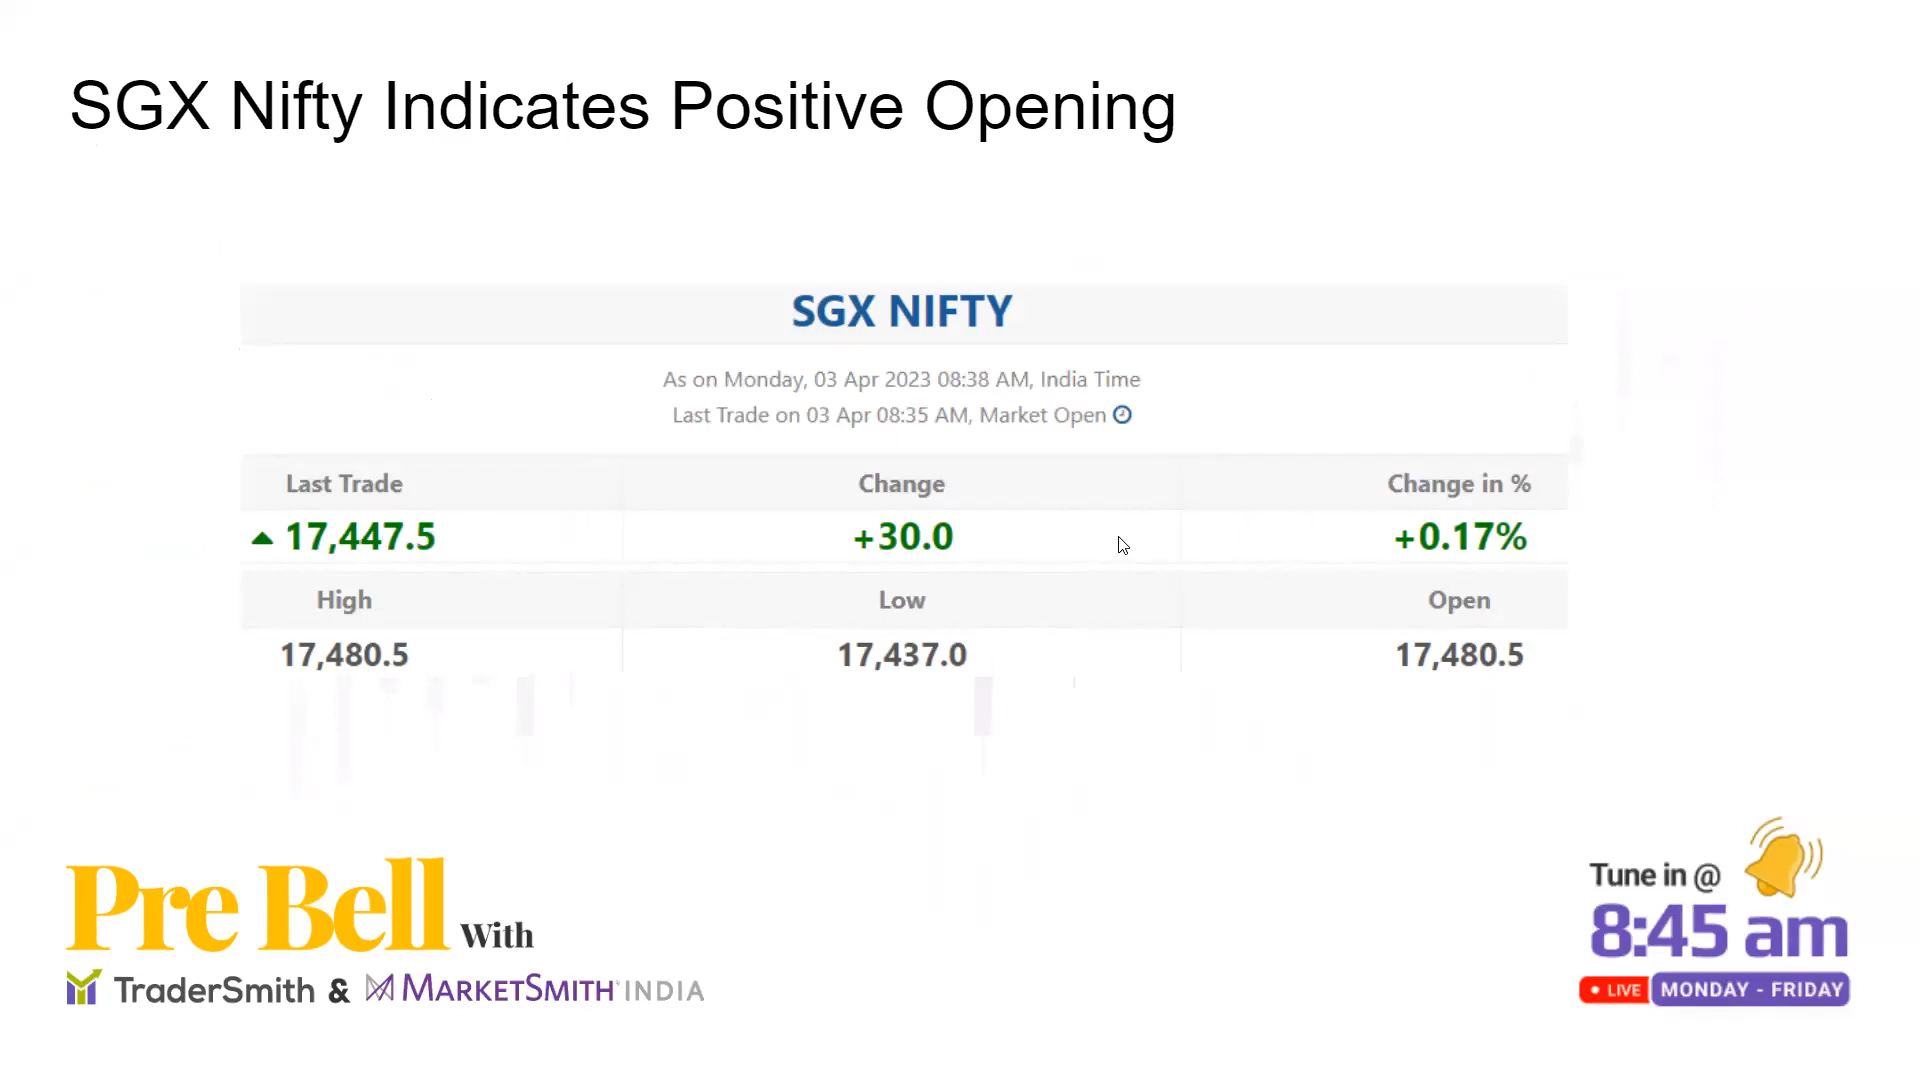 SGX Nifty Indicates Positive Opening
SGX NIFTY
As on Monday, 03 Apr 2023 08:38 AM, India Time
Last Trade on 03 Apr 08:35 AM, Market Open
Last Trade Change Change in %
17,447.5 +30.0 +0.17%
High Low Open
17,480.5 17,437.0 17,480.5
Pre Bell With
TraderSmith & MARKETSMITH INDIA
Tune in @
8:45 am
LIVE MONDAY - FRIDAY